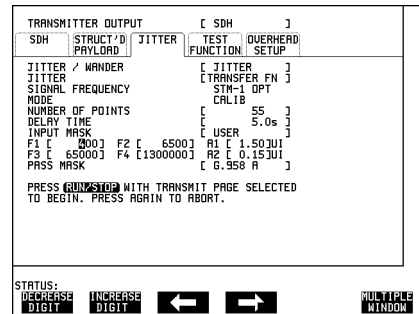 TRANSMITTER OUTPUT [ SDH ]
SDH STRUCT'D PAYLOAD JITTER TEST FUNCTION OVERHEAD SETUP
JITTER / WANDER [ JITTER ]
JITTER [TRANSFER FN ]
SIGNAL FREQUENCY STM-1 OPT
MODE CALIB
NUMBER OF POINTS [ 55 ]
DELAY TIME [ 5.0s ]
INPUT MASK [ USER ]
F1 [ 400] F2 [ 6500] A1 [ 1.50]UI
F3 [ 65000] F4 [1300000] A2 [ 0.15]UI
PASS MASK [ G.958 A ]
PRESS RUN/STOP WITH TRANSMIT PAGE SELECTED
TO BEGIN. PRESS AGAIN TO ABORT.
STATUS:
DECREASE DIGIT INCREASE DIGIT MULTIPLE WINDOW